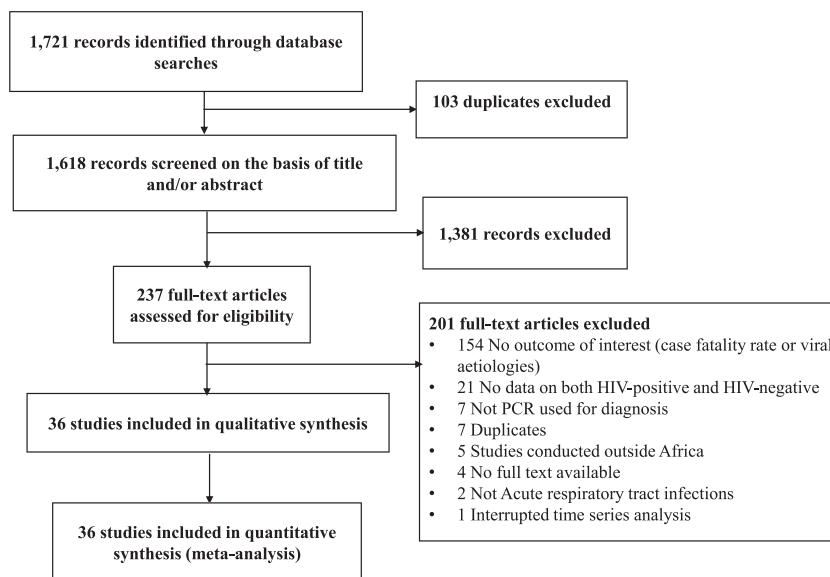 1,721 records identified through database
searches
103 duplicates excluded
1,618 records screened on the basis of title
and/or abstract
1,381 records excluded
237 full-text articles
assessed for eligibility
201 full-text articles excluded
• 154 No outcome of interest (case fatality rate or viral
aetiologies)
• 21 No data on both HIV-positive and HIV-negative
• 7 Not PCR used for diagnosis
• 7 Duplicates
• 5 Studies conducted outside Africa
• 4 No full text available
• 2 Not Acute respiratory tract infections
• 1 Interrupted time series analysis
36 studies included in qualitative synthesis
36 studies included in quantitative
synthesis (meta-analysis)